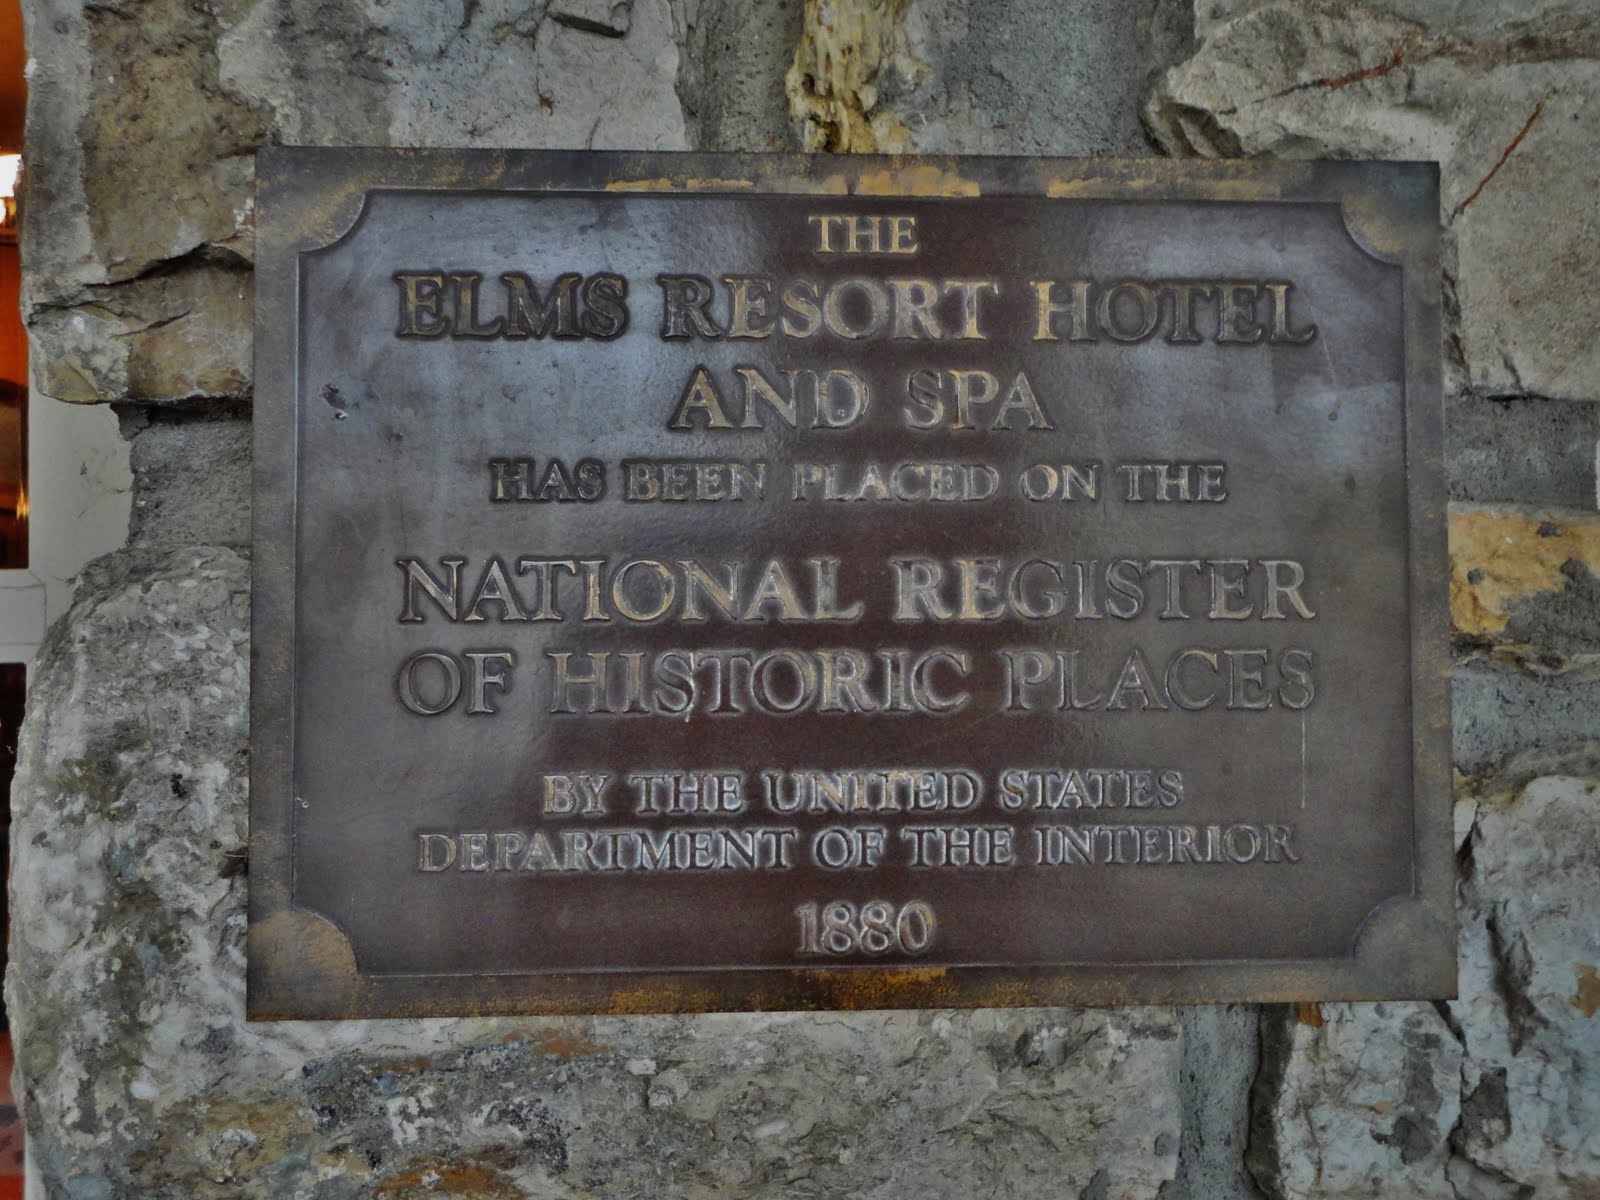 THE
ELMS RESORT HOTEL
AND SPA
HAS BEEN PLACED ON THE
NATIONAL REGISTER
OF HISTORIC PLACES
BY THE UNITED STATES
DEPARTMENT OF THE INTERIOR
1880